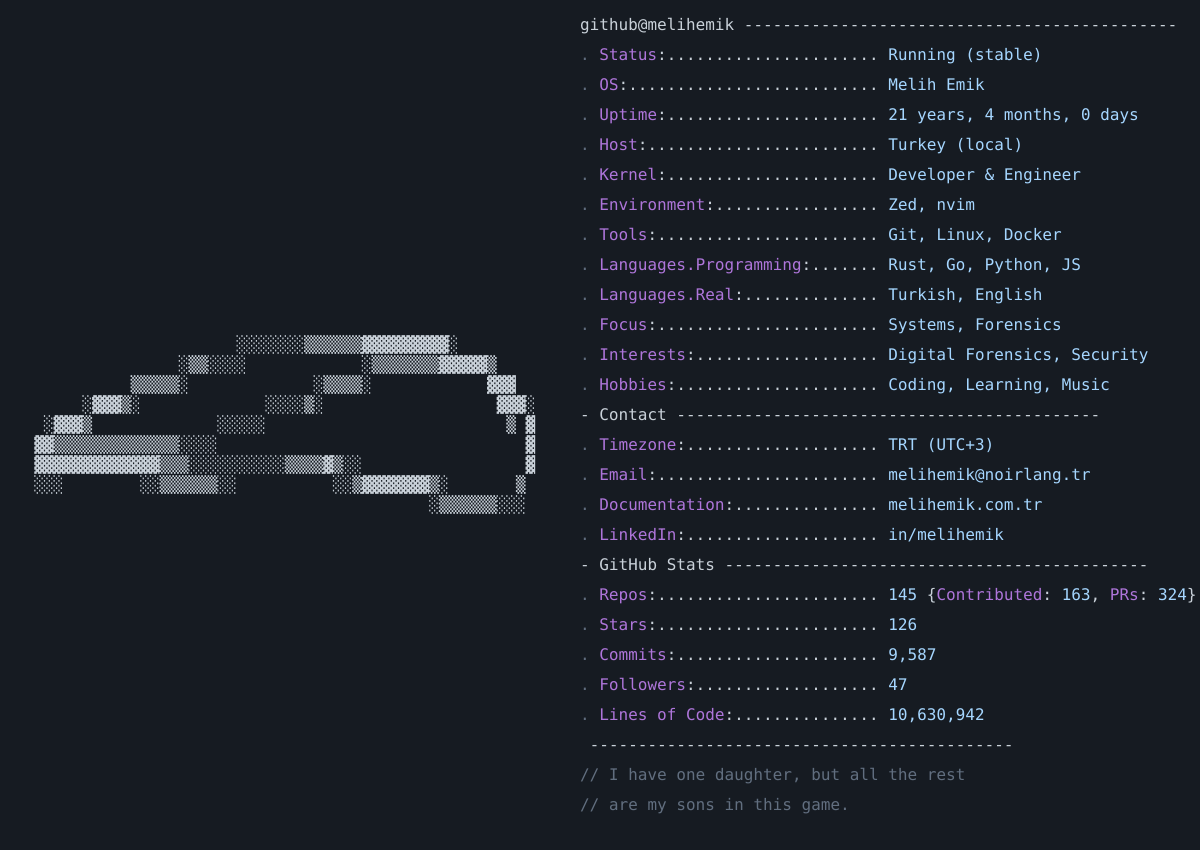 github@melihemik ---------------------------------------------
. Status:...................... Running (stable)
. OS:.......................... Melih Emik
. Uptime:...................... 21 years, 4 months, 0 days
. Host:........................ Turkey (local)
. Kernel:...................... Developer & Engineer
. Environment:................. Zed, nvim
. Tools:....................... Git, Linux, Docker
. Languages.Programming:....... Rust, Go, Python, JS
. Languages.Real:.............. Turkish, English
. Focus:....................... Systems, Forensics
. Interests:................... Digital Forensics, Security
. Hobbies:..................... Coding, Learning, Music
- Contact --------------------------------------------
. Timezone:.................... TRT (UTC+3)
. Email:....................... melihemik@noirlang.tr
. Documentation:............... melihemik.com.tr
. LinkedIn:.................... in/melihemik
- GitHub Stats --------------------------------------------
. Repos:....................... 145 {Contributed: 163, PRs: 324}
. Stars:....................... 126
. Commits:..................... 9,587
. Followers:................... 47
. Lines of Code:............... 10,630,942
--------------------------------------------
// I have one daughter, but all the rest
// are my sons in this game.